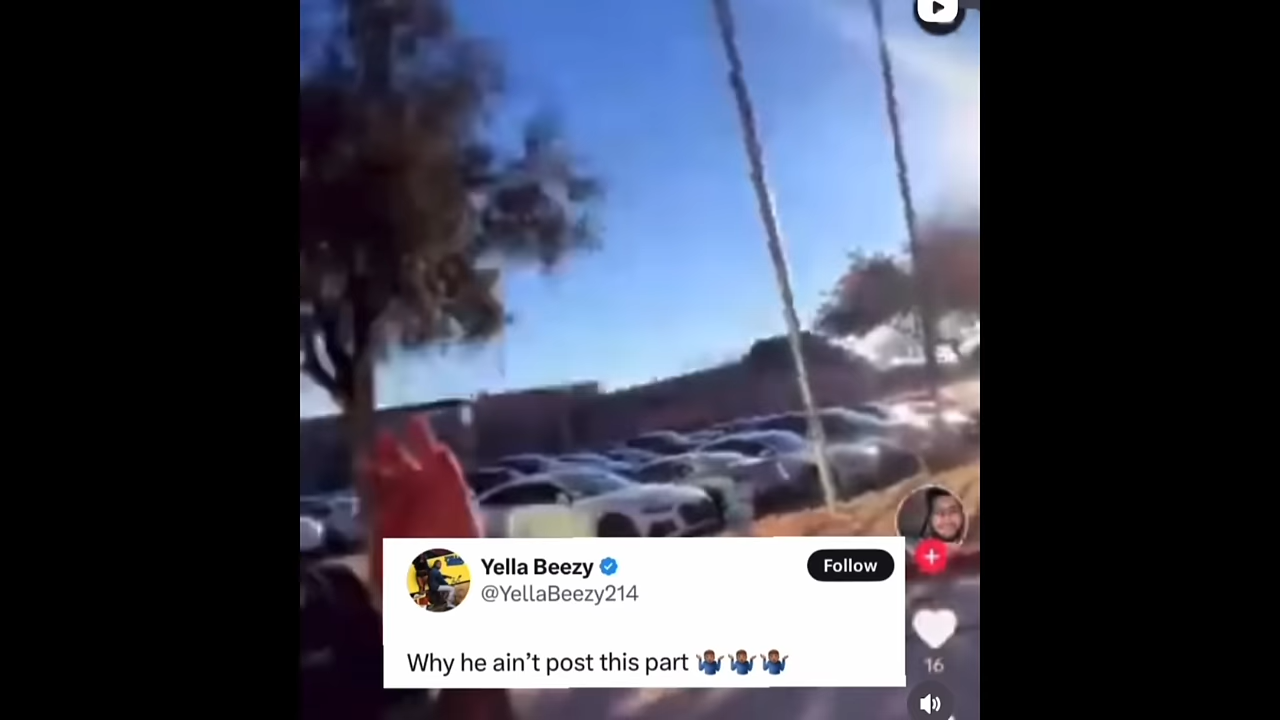 Yella Beezy
@YellaBeezy214
Follow
Why he ain’t post this part 🤷🏾‍♂️🤷🏾‍♂️🤷🏾‍♂️
16